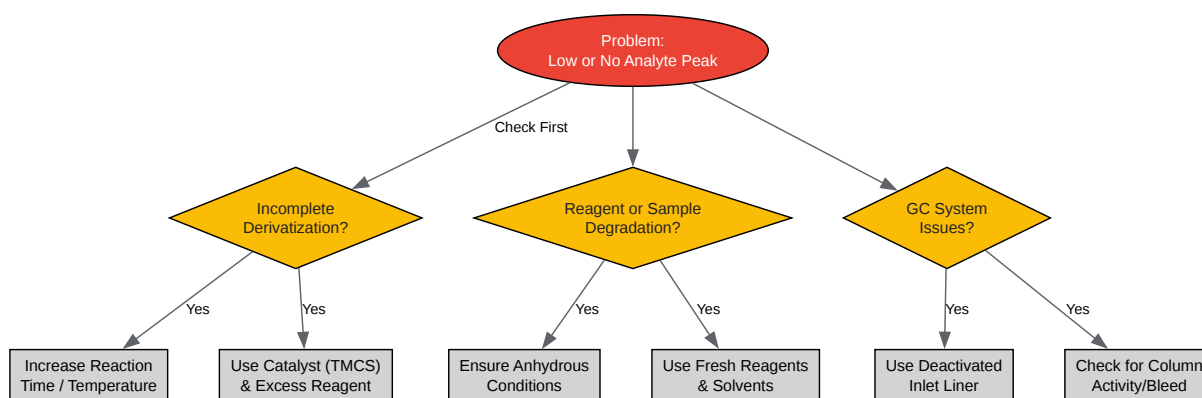 Problem:
Low or No Analyte Peak
Check First
Incomplete
Derivatization?
Reagent or Sample
Degradation?
GC System
Issues?
Yes
Yes
Yes
Yes
Yes
Yes
Increase Reaction
Time / Temperature
Use Catalyst (TMCS)
& Excess Reagent
Ensure Anhydrous
Conditions
Use Fresh Reagents
& Solvents
Use Deactivated
Inlet Liner
Check for Column
Activity/Bleed